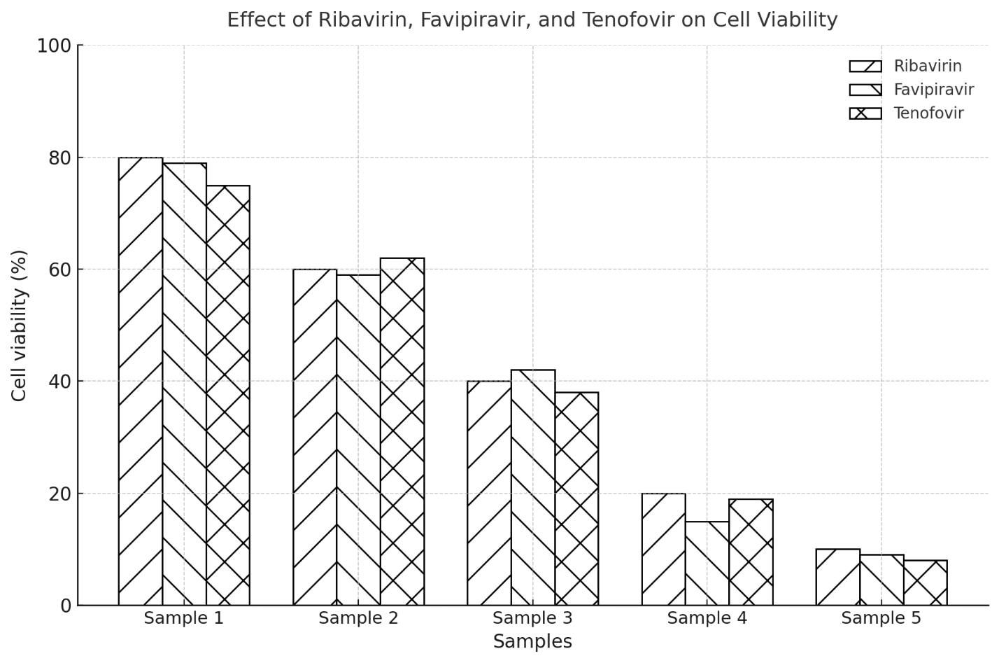 Effect of Ribavirin, Favipiravir, and Tenofovir on Cell Viability
Ribavirin
Favipiravir
Tenofovir
Cell viability (%)
100
80
60
40
20
0
Sample 1
Sample 2
Sample 3
Sample 4
Sample 5
Samples